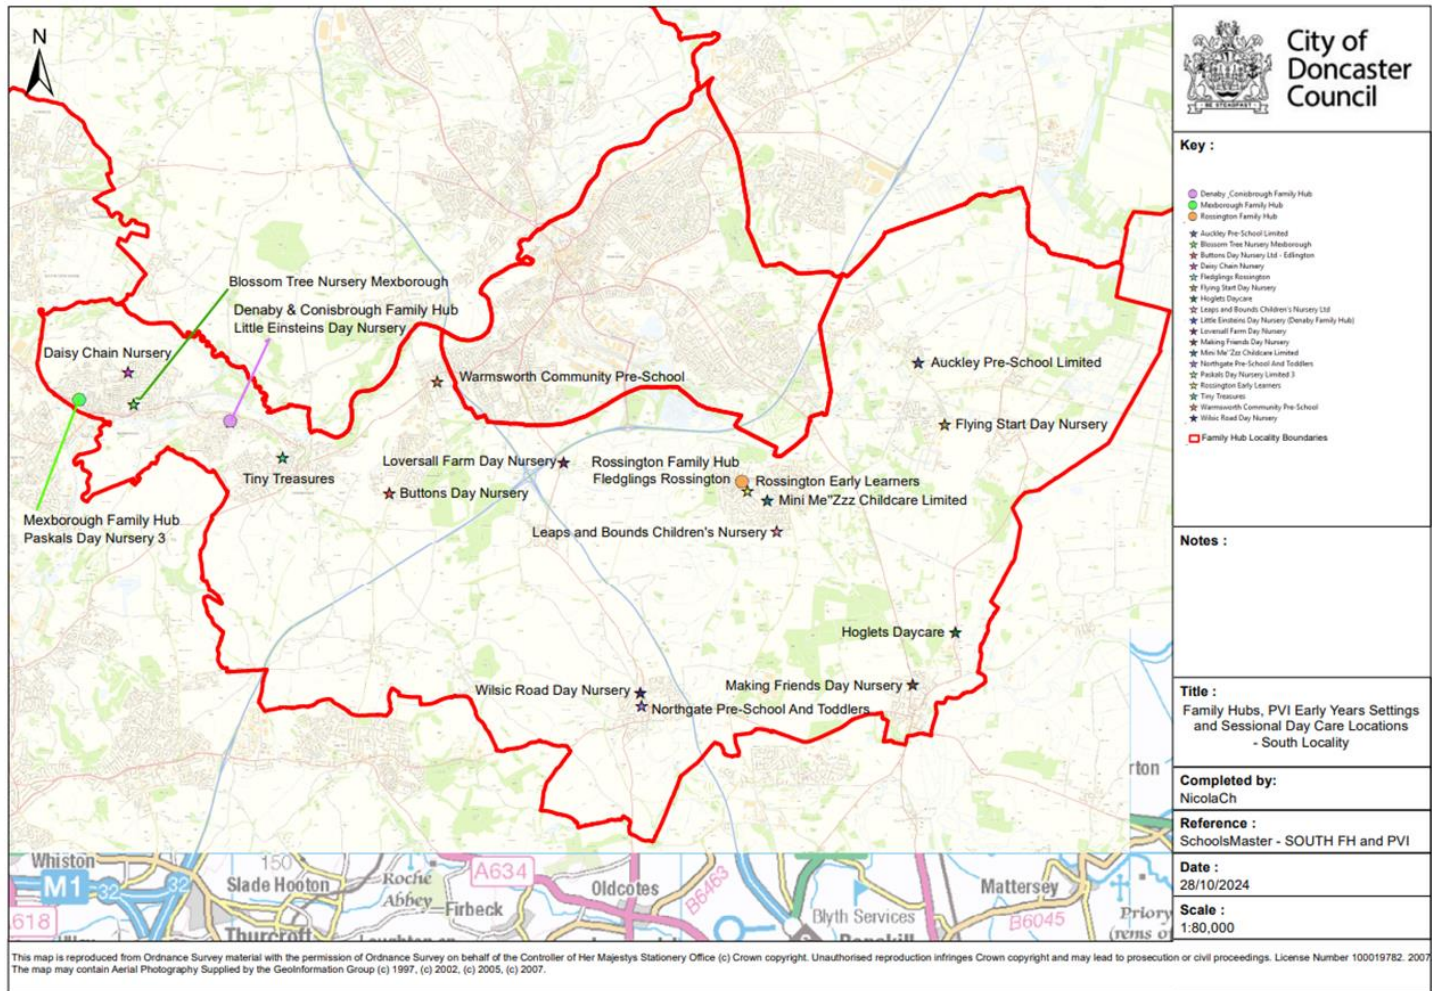 N
City of
Doncaster
Council
BE STEADFAST
Key :
Denaby_Conisbrough Family Hub
Mexborough Family Hub
Rossington Family Hub
Auckley Pre-School Limited
Blossom Tree Nursery Mexborough
Buttons Day Nursery Ltd - Edlington
Daisy Chain Nursery
Fledglings Rossington
Flying Start Day Nursery
Hoglets Daycare
Leaps and Bounds Children's Nursery Ltd
Little Einsteins Day Nursery (Denaby Family Hub)
Loversall Farm Day Nursery
Making Friends Day Nursery
Mini Me"Zzz Childcare Limited
Northgate Pre-School And Toddlers
Paskals Day Nursery Limited 3
Rossington Early Learners
Tiny Treasures
Warmsworth Community Pre-School
Wilsic Road Day Nursery
Family Hub Locality Boundaries
Notes :
Title :
Family Hubs, PVI Early Years Settings
and Sessional Day Care Locations
- South Locality
Completed by:
NicolaCh
Reference :
SchoolsMaster - SOUTH FH and PVI
Date :
28/10/2024
Scale :
1:80,000
Blossom Tree Nursery Mexborough
Denaby & Conisbrough Family Hub
Little Einsteins Day Nursery
Daisy Chain Nursery
Warmsworth Community Pre-School
Auckley Pre-School Limited
Flying Start Day Nursery
Tiny Treasures
Loversall Farm Day Nursery
Buttons Day Nursery
Rossington Family Hub
Fledglings Rossington
Rossington Early Learners
Mini Me"Zzz Childcare Limited
Leaps and Bounds Children's Nursery
Mexborough Family Hub
Paskals Day Nursery 3
Hoglets Daycare
Wilsic Road Day Nursery
Making Friends Day Nursery
Northgate Pre-School And Toddlers
rton
Whiston
M1
32
32
618
150
Slade Hooton
Thurcroft
Roche
Abbey
Firbeck
A634
Oldcotes
B6463
Blyth Services
Mattersey
B6045
Priory
(rems of
This map is reproduced from Ordnance Survey material with the permission of Ordnance Survey on behalf of the Controller of Her Majestys Stationery Office (c) Crown copyright. Unauthorised reproduction infringes Crown copyright and may lead to prosecution or civil proceedings. License Number 100019782. 2007
The map may contain Aerial Photography Supplied by the GeoInformation Group (c) 1997, (c) 2002, (c) 2005, (c) 2007.